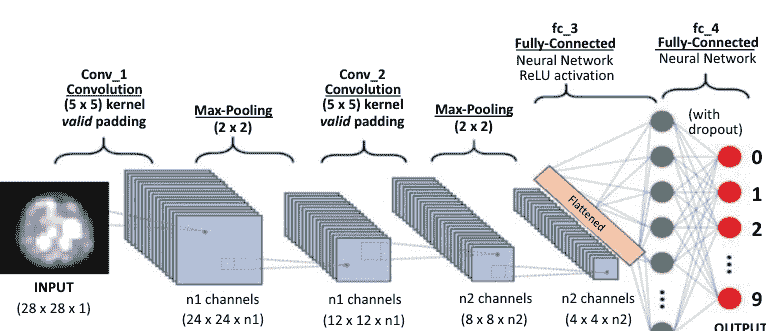 fc_3
Fully-Connected
Neural Network
ReLU activation
fc_4
Fully-Connected
Neural Network
Conv_1
Convolution
(5 x 5) kernel
valid padding
Max-Pooling
(2 x 2)
Conv_2
Convolution
(5 x 5) kernel
valid padding
Max-Pooling
(2 x 2)
(with
dropout)
Flattened
0
1
2
9
INPUT
(28 x 28 x 1)
n1 channels
(24 x 24 x n1)
n1 channels
(12 x 12 x n1)
n2 channels
(8 x 8 x n2)
n2 channels
(4 x 4 x n2)
OUTPUT